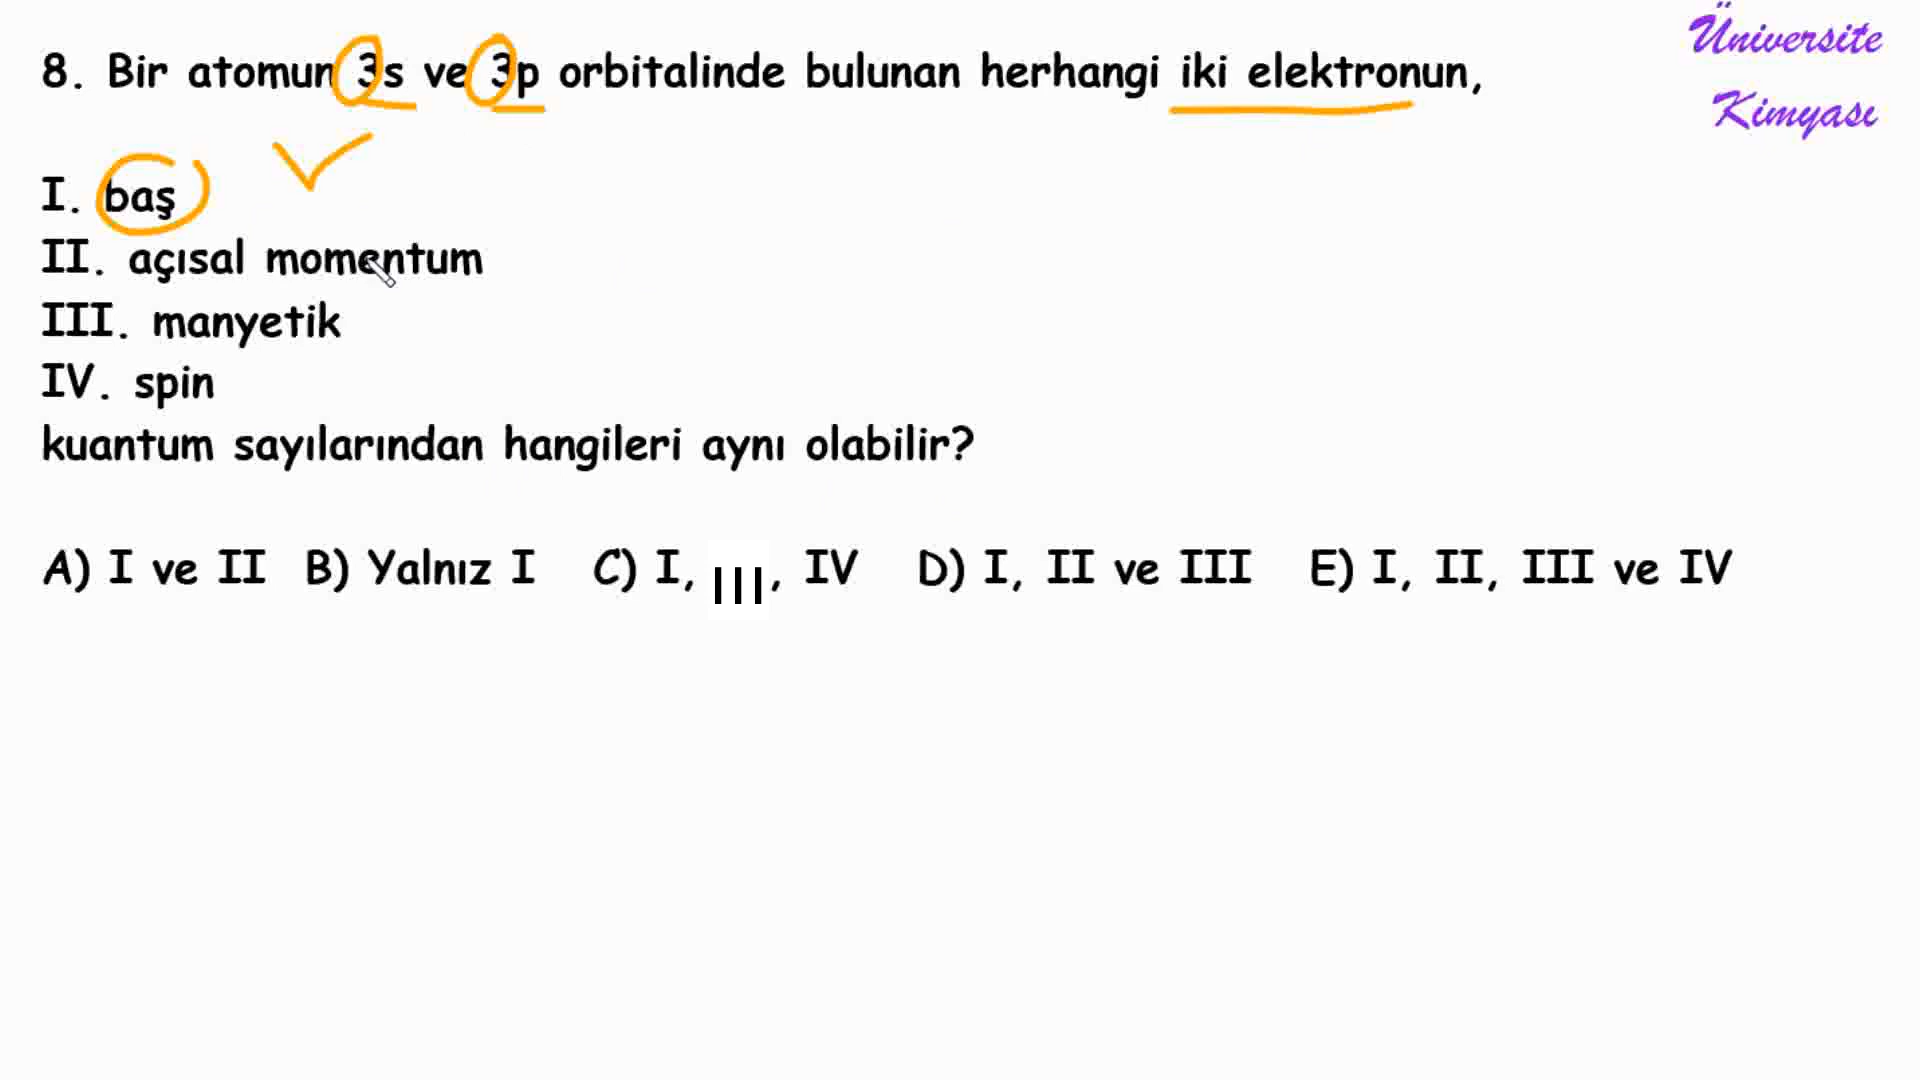 8. Bir atomun 3s ve 3p orbitalinde bulunan herhangi iki elektronun,
Üniversite
Kimyası
I. baş
II. açısal momentum
III. manyetik
IV. spin
kuantum sayılarından hangileri aynı olabilir?
A) I ve II B) Yalnız I C) I, III, IV D) I, II ve III E) I, II, III ve IV